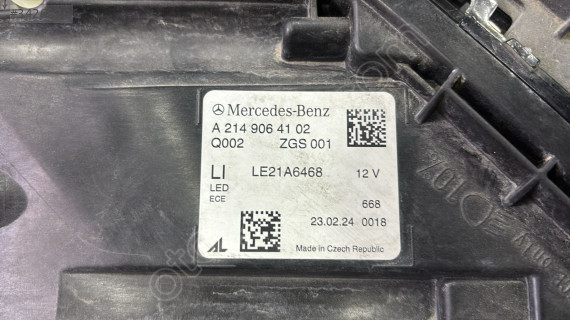 Mercedes-Benz
A 214 906 41 02
Q002 ZGS 001
LI LE21A6468 12 V
LED
ECE
668
23.02.24 0018
AL Made in Czech Republic